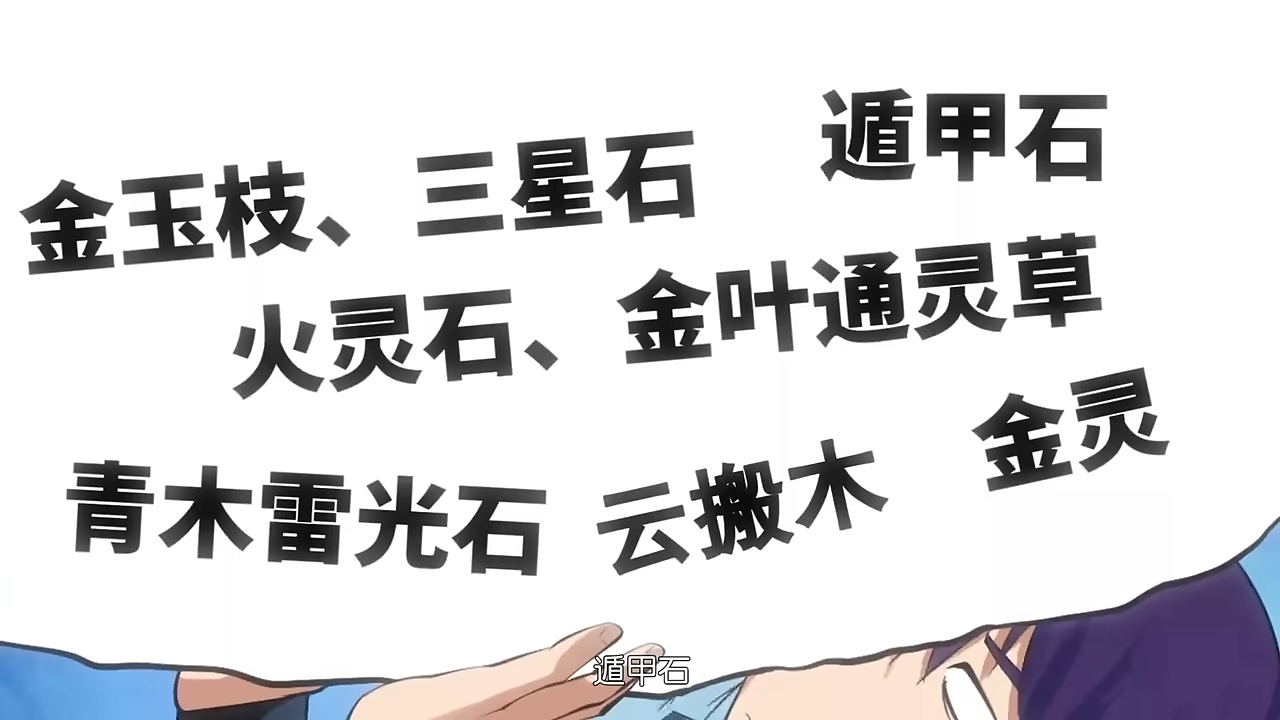 遁甲石
金玉枝、三星石
火灵石、金叶通灵草
金灵
青木雷光石
云搬木
遁甲石